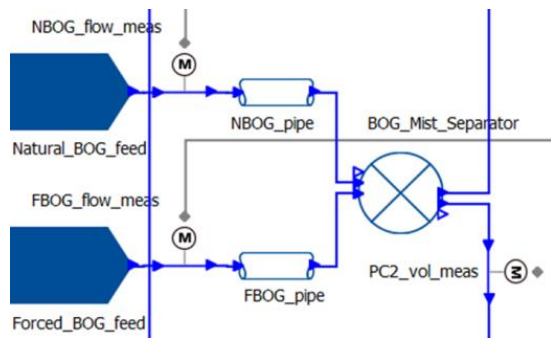 NBOG_flow_meas
M
NBOG_pipe
BOG_Mist_Separator
Natural_BOG_feed
FBOG_flow_meas
M
PC2_vol_meas
M
FBOG_pipe
Forced_BOG_feed